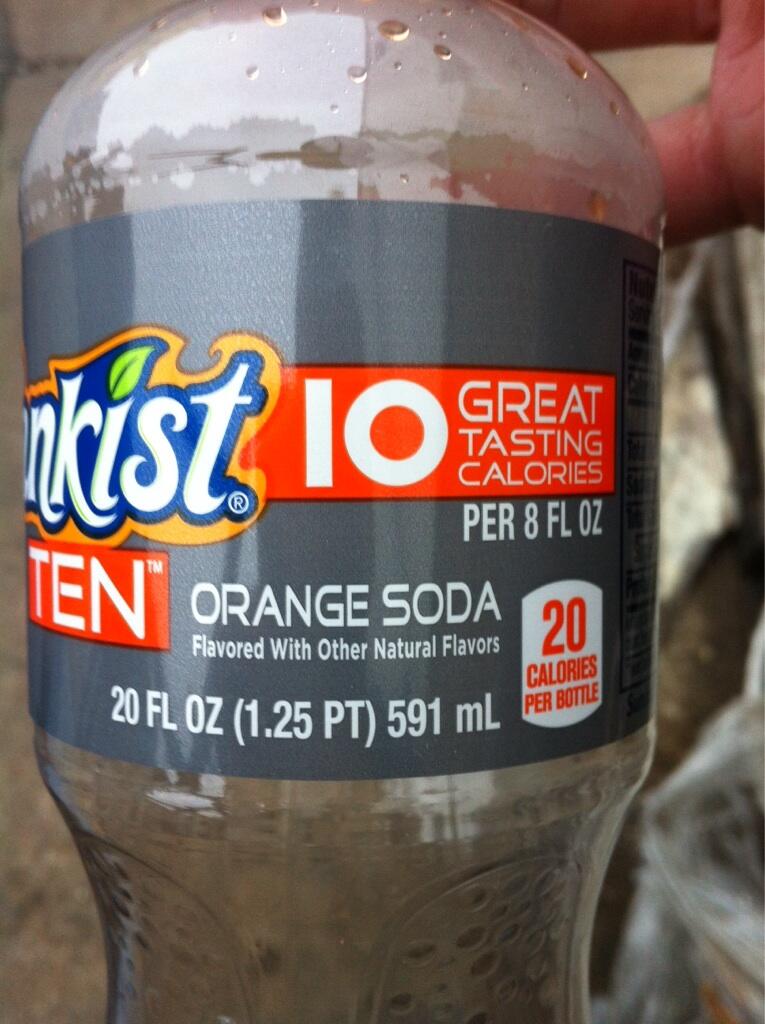 nkist®
10 GREAT
TASTING
CALORIES
PER 8 FL OZ
TEN™
ORANGE SODA
Flavored With Other Natural Flavors
20
CALORIES
PER BOTTLE
20 FL OZ (1.25 PT) 591 mL